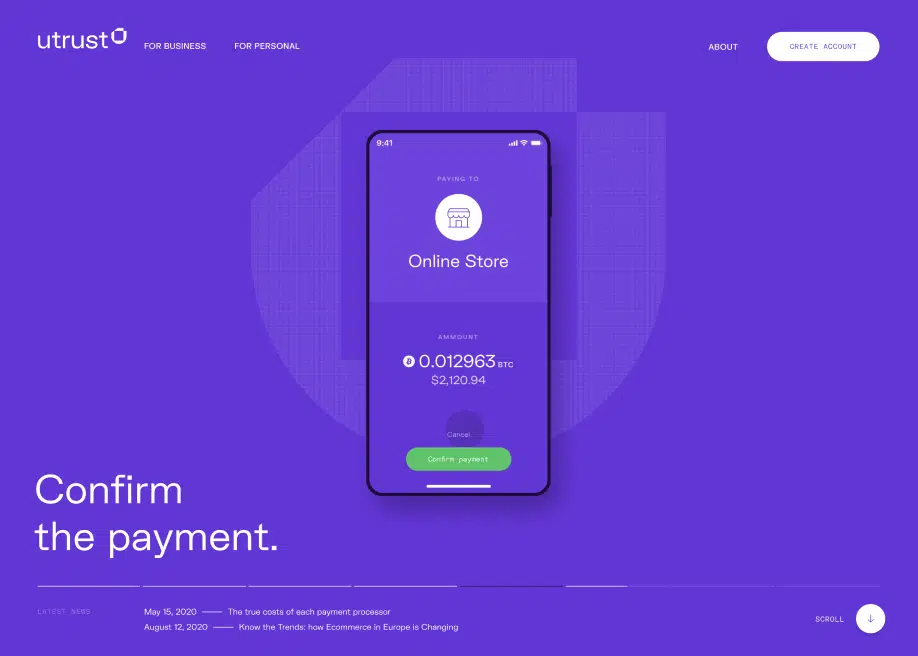 utrust
FOR BUSINESS
FOR PERSONAL
ABOUT
CREATE ACCOUNT
9:41
PAYING TO
Online Store
AMMOUNT
0.012963 BTC
$2,120.94
Cancel
Confirm payment
Confirm
the payment.
LATEST NEWS
May 15, 2020 The true costs of each payment processor
August 12, 2020 Know the Trends: how Ecommerce in Europe is Changing
SCROLL